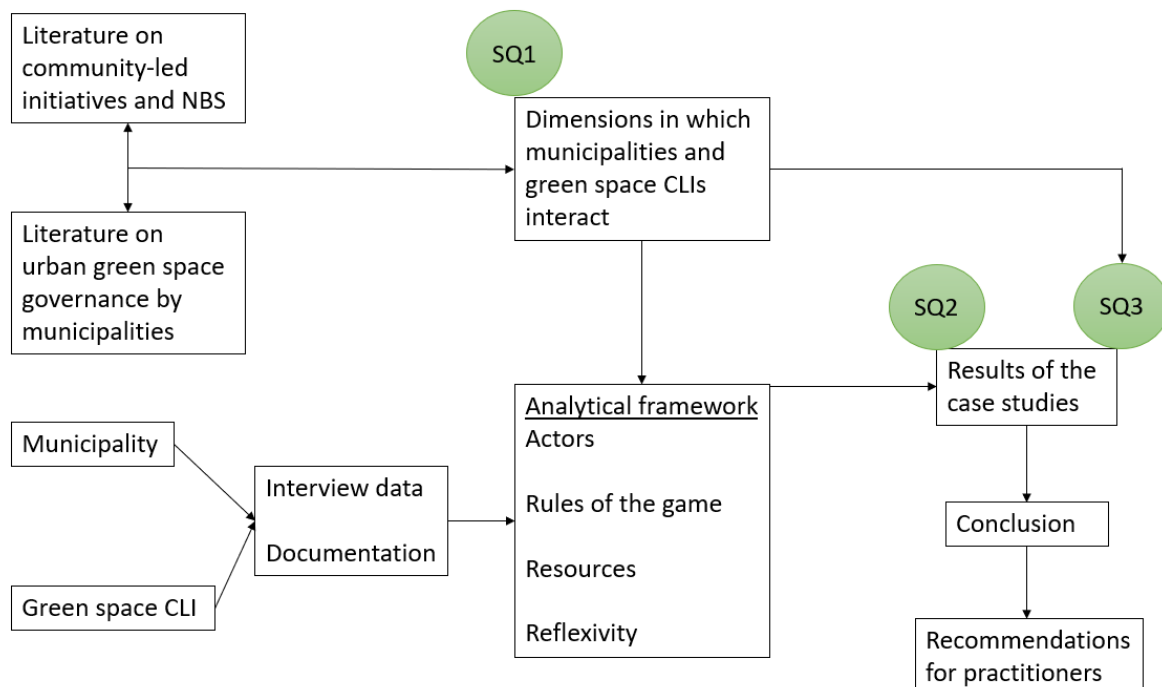 Literature on
community-led
initiatives and NBS
SQ1
Dimensions in which
municipalities and
green space CLIs
interact
Literature on
urban green space
governance by
municipalities
SQ2
SQ3
Results of the
case studies
Analytical framework
Actors
Rules of the game
Resources
Reflexivity
Municipality
Interview data
Documentation
Green space CLI
Conclusion
Recommendations
for practitioners